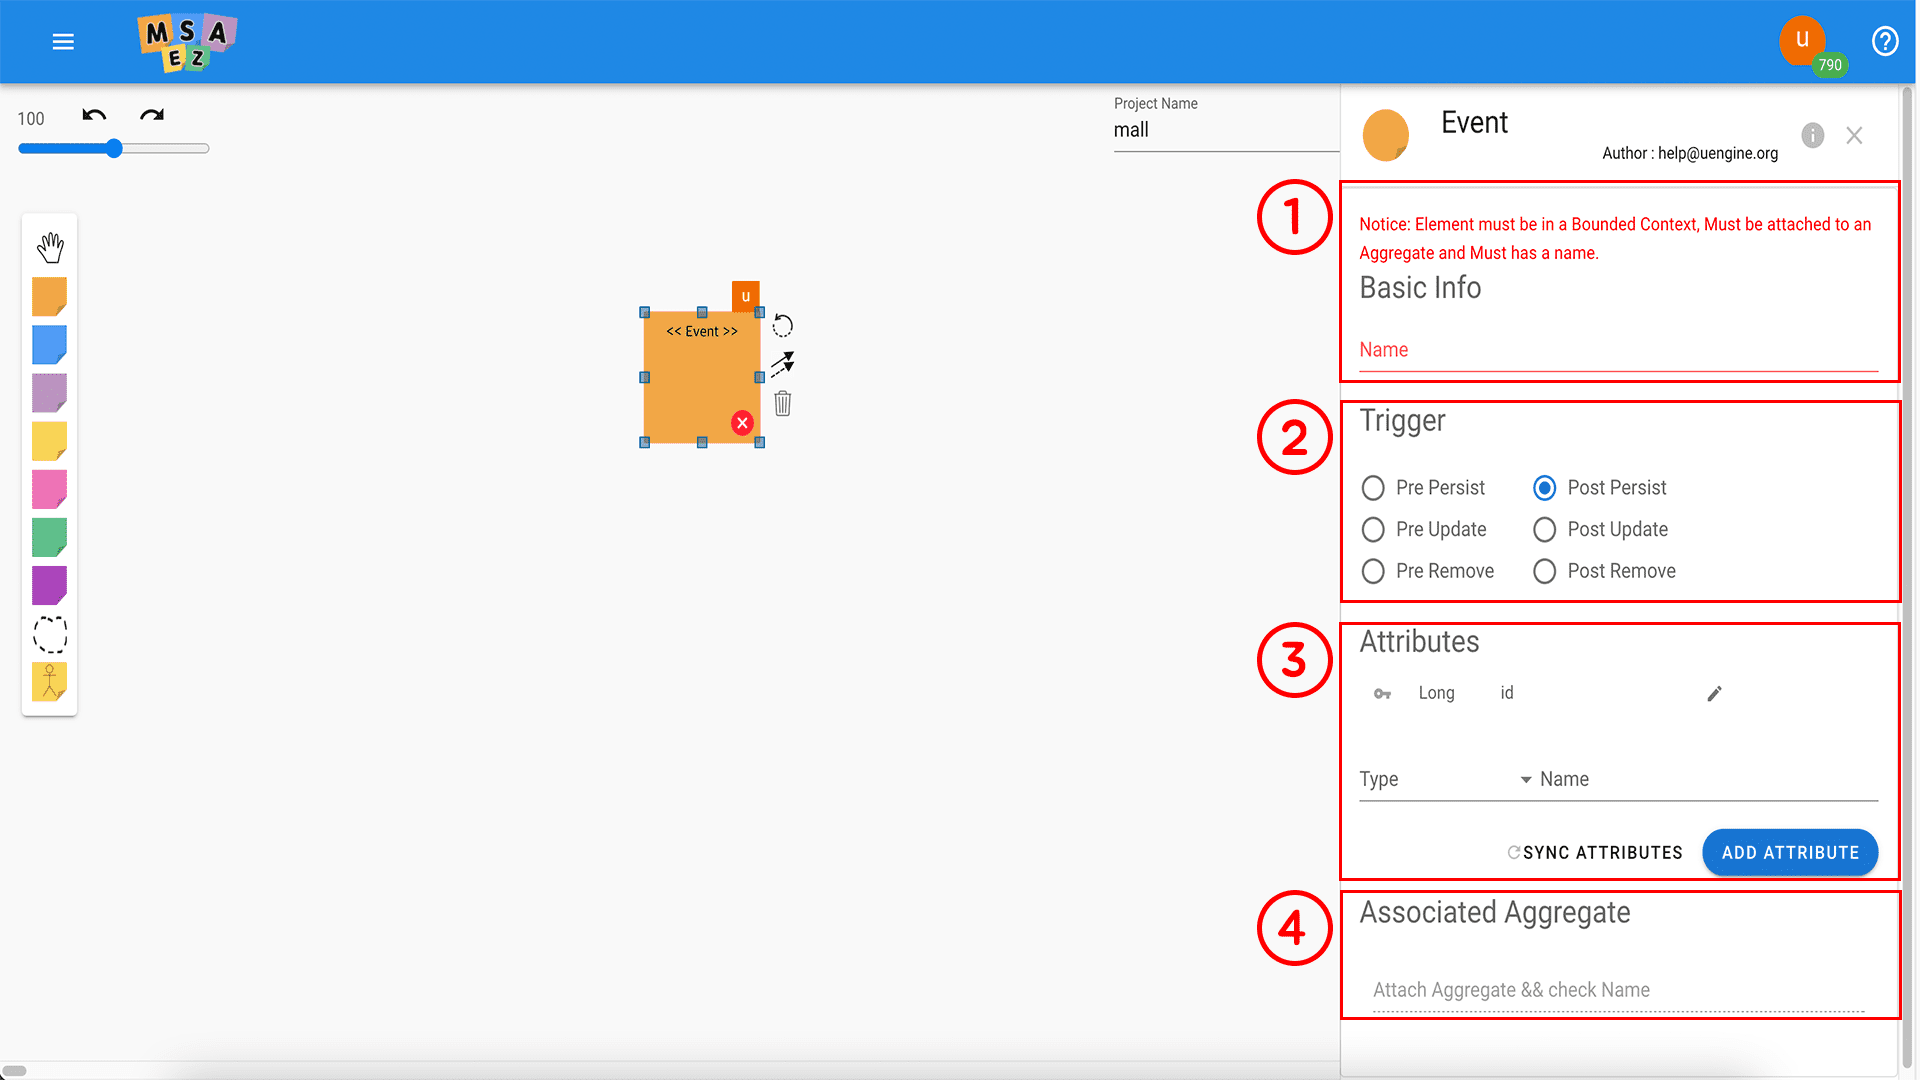 MSA
EZ
u
790
?
100
Project Name
mall
Event
Author : help@uengine.org
i
1
Notice: Element must be in a Bounded Context, Must be attached to an
Aggregate and Must has a name.
Basic Info
Name
u
<< Event >>
2
Trigger
Pre Persist
Post Persist
Pre Update
Post Update
Pre Remove
Post Remove
3
Attributes
Long id
Type
Name
SYNC ATTRIBUTES
ADD ATTRIBUTE
4
Associated Aggregate
Attach Aggregate && check Name